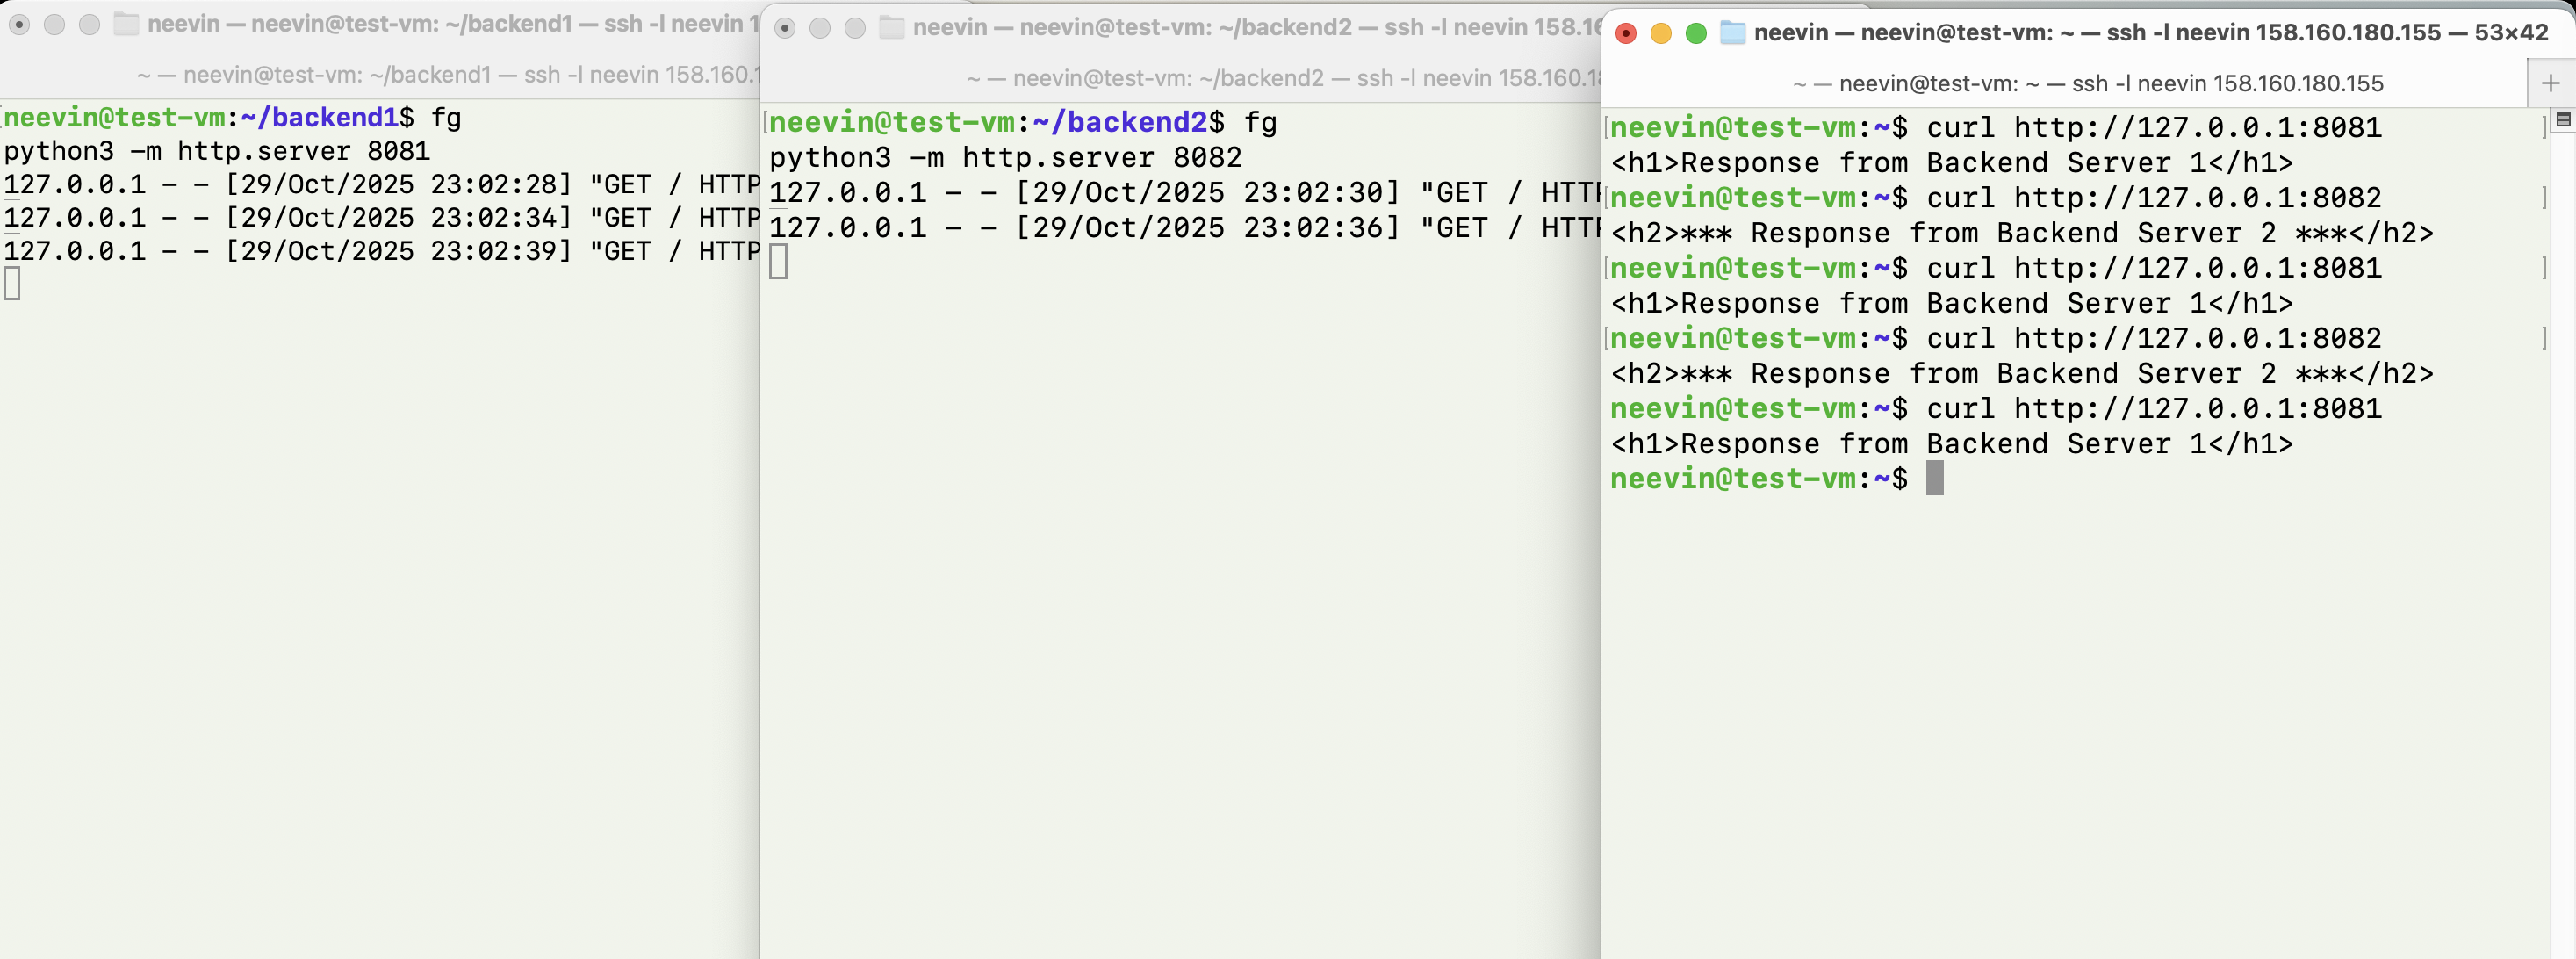 neevin — neevin@test-vm: ~/backend1 — ssh -l neevin 1
~ — neevin@test-vm: ~/backend1 — ssh -l neevin 158.160.1
neevin@test-vm:~/backend1$ fg
python3 -m http.server 8081
127.0.0.1 - - [29/Oct/2025 23:02:28] "GET / HTTP
127.0.0.1 - - [29/Oct/2025 23:02:34] "GET / HTTP
127.0.0.1 - - [29/Oct/2025 23:02:39] "GET / HTTP
neevin — neevin@test-vm: ~/backend2 — ssh -l neevin 158.16
~ — neevin@test-vm: ~/backend2 — ssh -l neevin 158.160.18
neevin@test-vm:~/backend2$ fg
python3 -m http.server 8082
127.0.0.1 - - [29/Oct/2025 23:02:30] "GET / HTTP
127.0.0.1 - - [29/Oct/2025 23:02:36] "GET / HTTP
neevin — neevin@test-vm: ~ — ssh -l neevin 158.160.180.155 — 53×42
~ — neevin@test-vm: ~ — ssh -l neevin 158.160.180.155
neevin@test-vm:~$ curl http://127.0.0.1:8081
<h1>Response from Backend Server 1</h1>
neevin@test-vm:~$ curl http://127.0.0.1:8082
<h2>*** Response from Backend Server 2 ***</h2>
neevin@test-vm:~$ curl http://127.0.0.1:8081
<h1>Response from Backend Server 1</h1>
neevin@test-vm:~$ curl http://127.0.0.1:8082
<h2>*** Response from Backend Server 2 ***</h2>
neevin@test-vm:~$ curl http://127.0.0.1:8081
<h1>Response from Backend Server 1</h1>
neevin@test-vm:~$